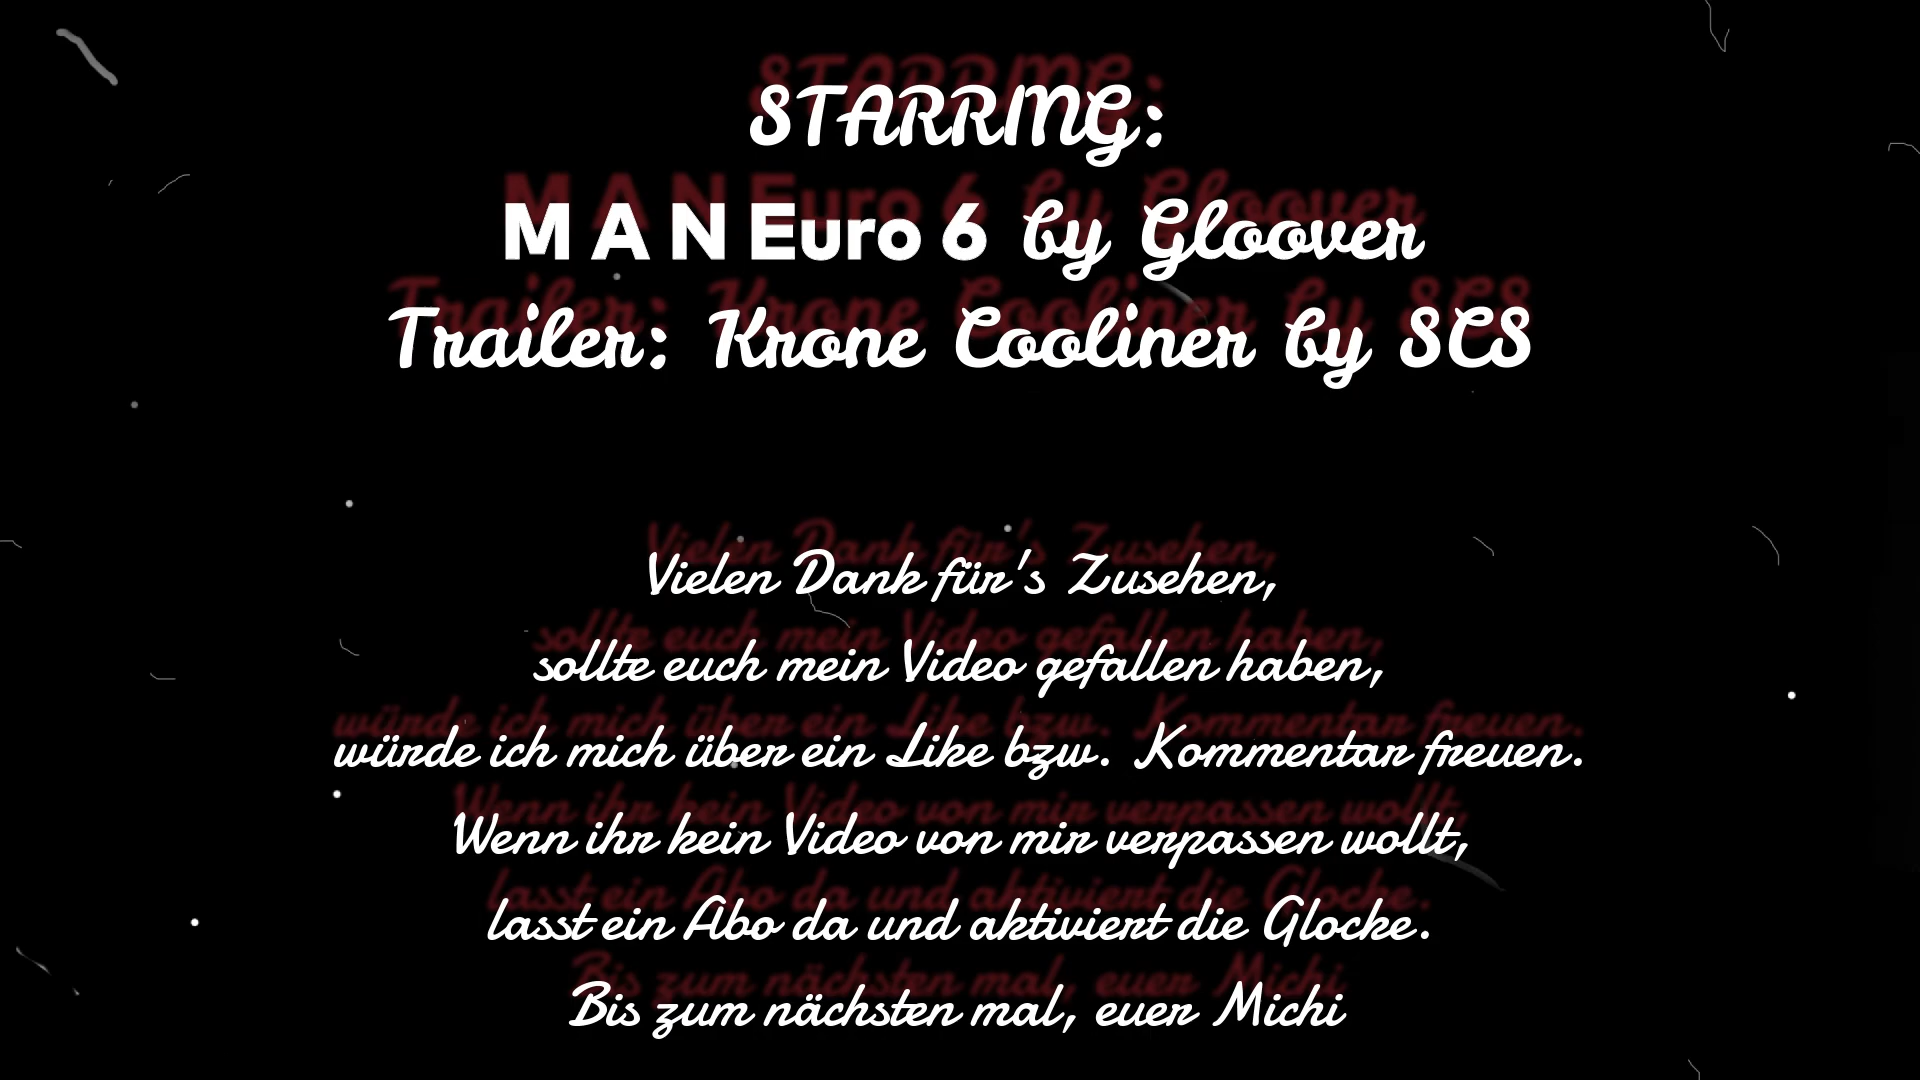 STARRING:
M A N Euro 6 by Gloover
Trailer: Krone Cooliner by SCS
Vielen Dank für's Zusehen,
sollte euch mein Video gefallen haben,
würde ich mich über ein Like bzw. Kommentar freuen.
Wenn ihr kein Video von mir verpassen wollt,
lasst ein Abo da und aktiviert die Glocke.
Bis zum nächsten mal, euer Michi